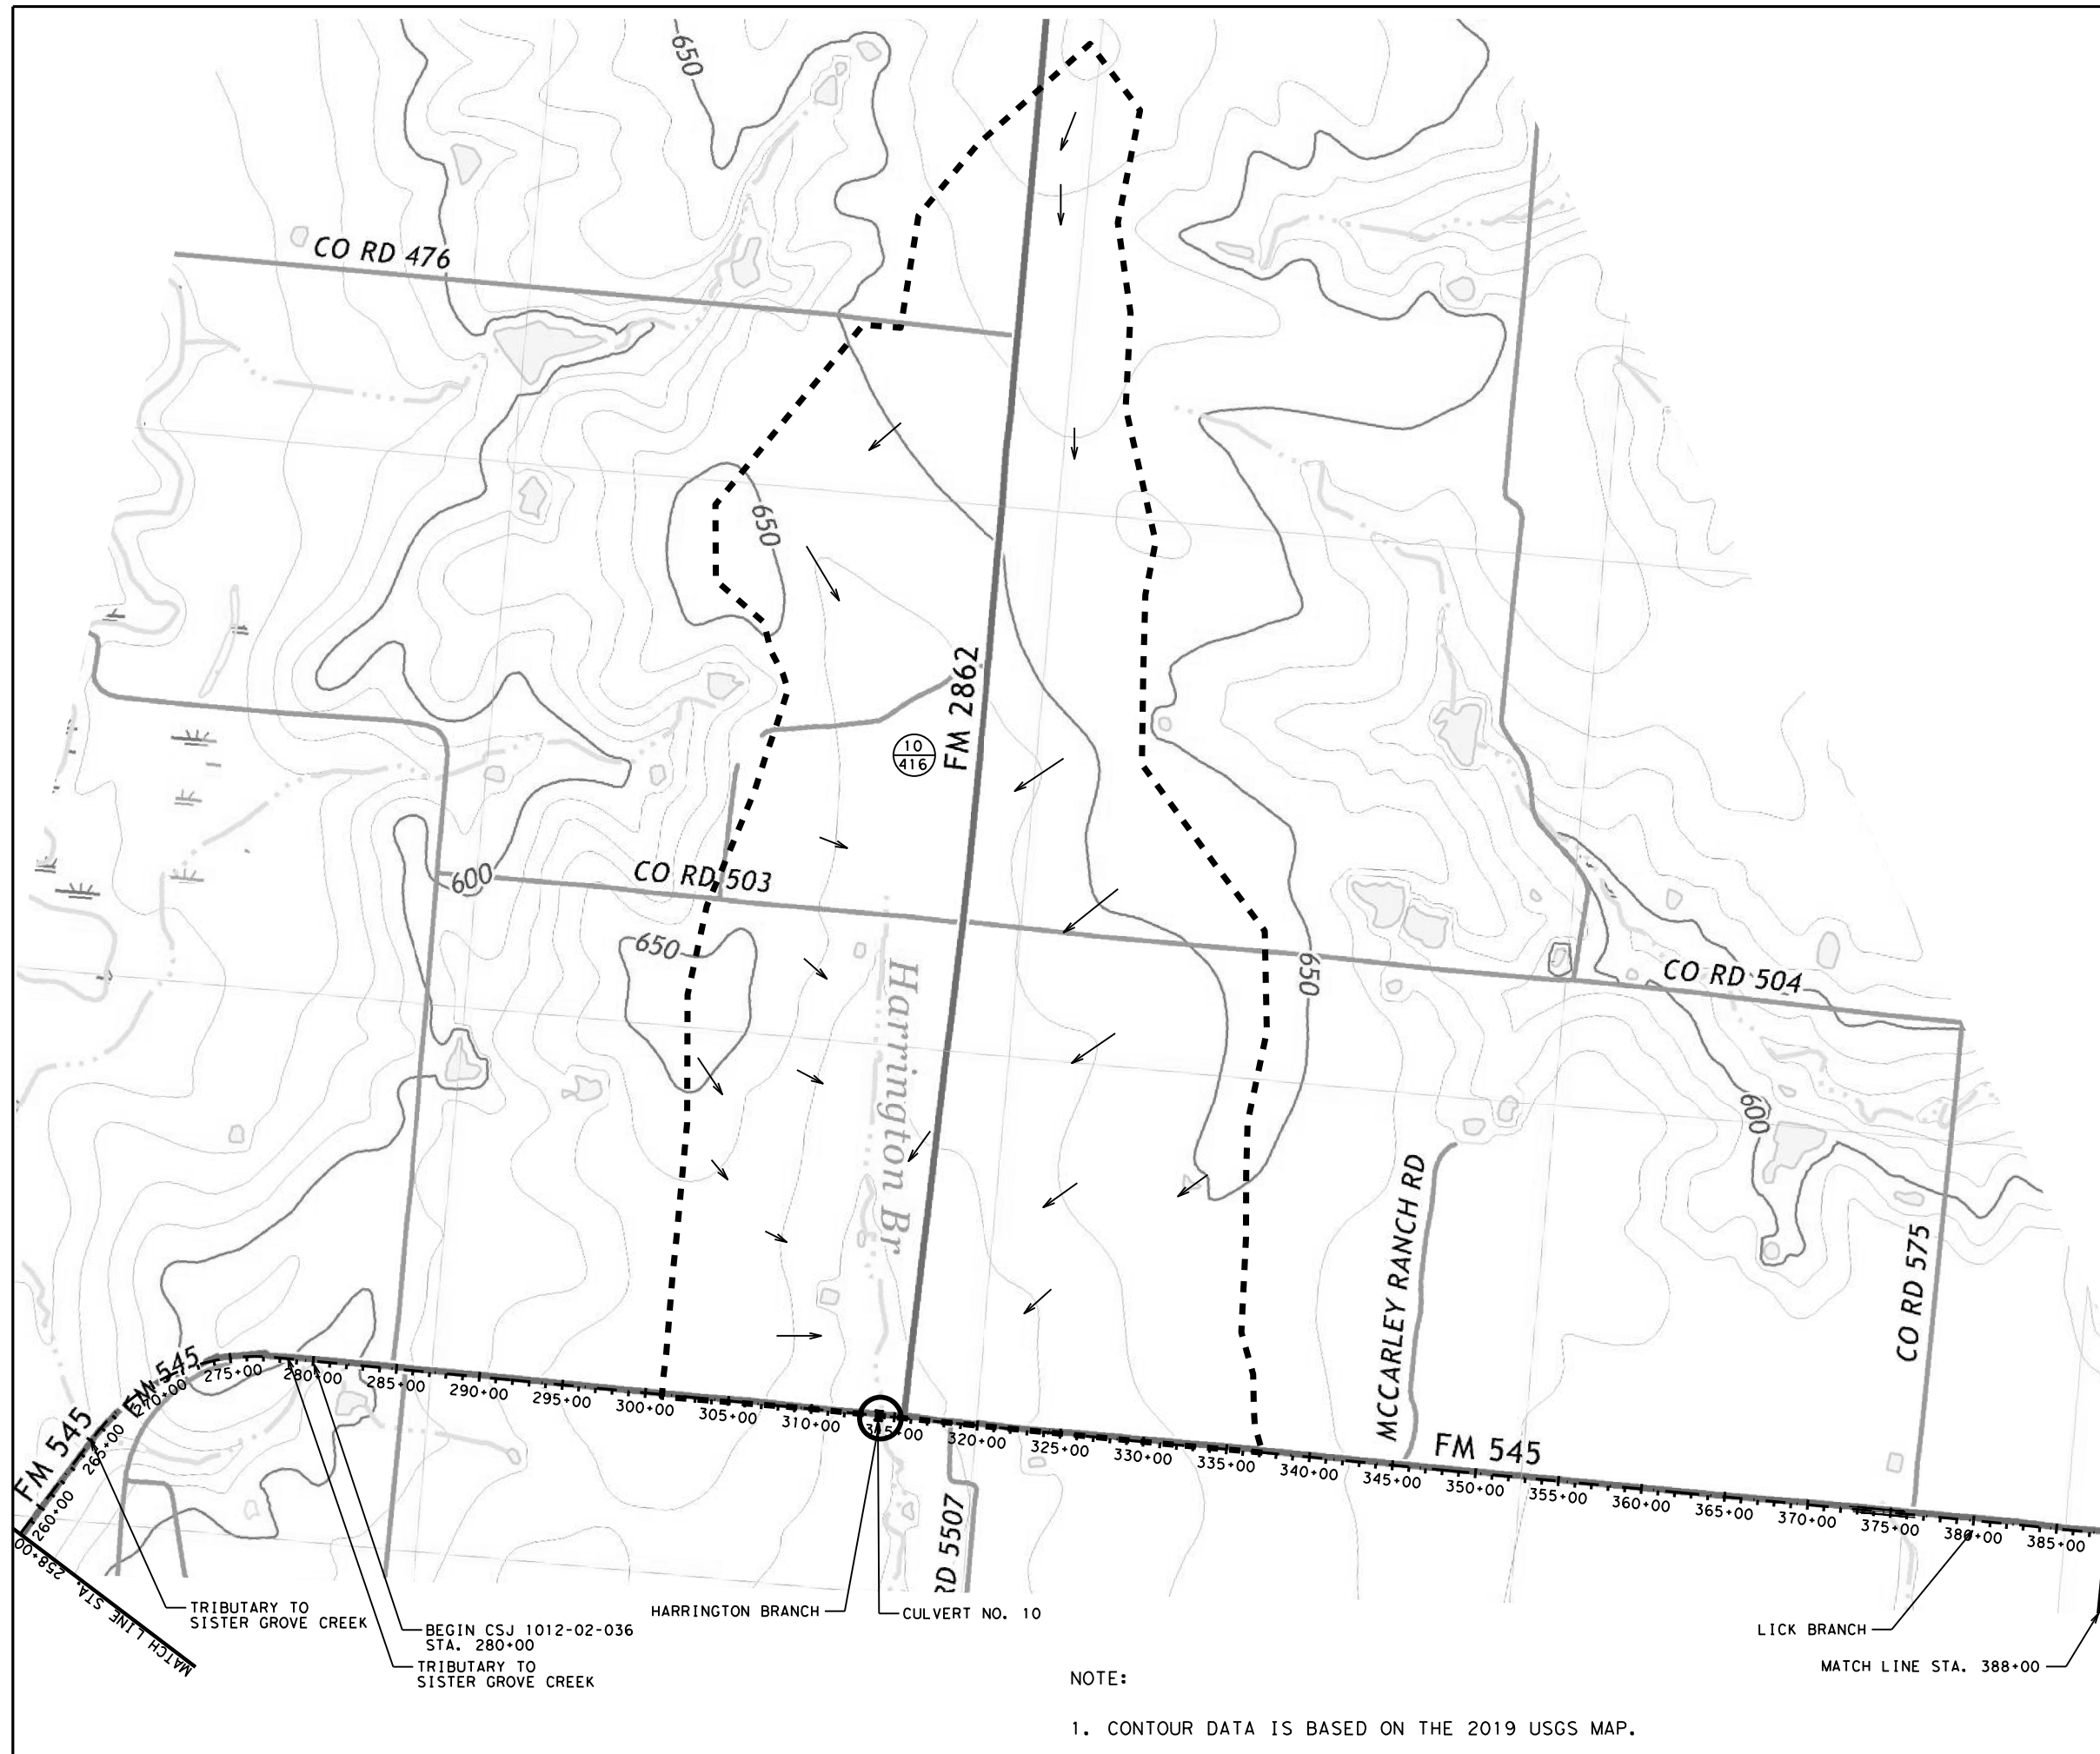 650
CO RD 476
650
FM 2862
10
416
CO RD 503
600
650
Harrington Br
650
CO RD 504
600
MCCARLEY RANCH RD
CO RD 575
FM 545
FM 545
FM 545
RD 5507
260+00
265+00
270+00
275+00
280+00
285+00
290+00
295+00
300+00
305+00
310+00
315+00
320+00
325+00
330+00
335+00
340+00
345+00
350+00
355+00
360+00
365+00
370+00
375+00
380+00
385+00
MATCH LINE STA. 258+00
TRIBUTARY TO
SISTER GROVE CREEK
BEGIN CSJ 1012-02-036
STA. 280+00
TRIBUTARY TO
SISTER GROVE CREEK
HARRINGTON BRANCH
CULVERT NO. 10
LICK BRANCH
MATCH LINE STA. 388+00
NOTE:
1. CONTOUR DATA IS BASED ON THE 2019 USGS MAP.